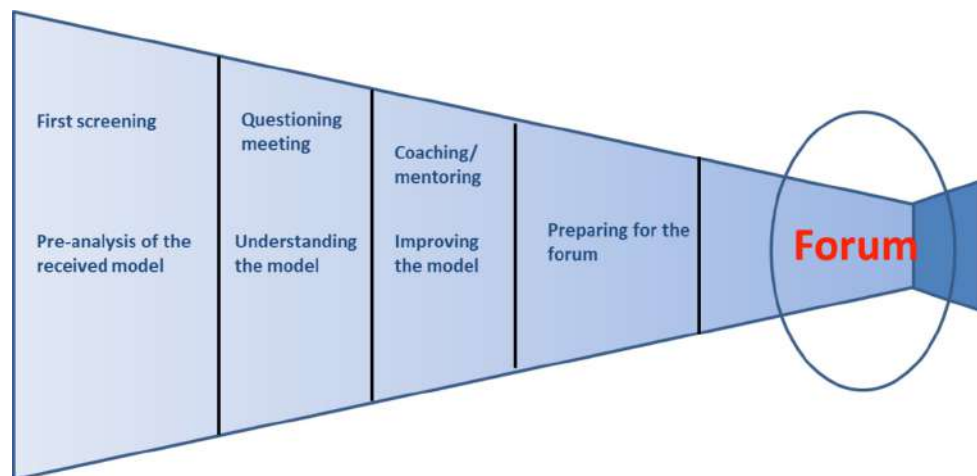 First screening
Pre-analysis of the
received model
Questioning
meeting
Understanding
the model
Coaching/
mentoring
Improving
the model
Preparing for the
forum
Forum